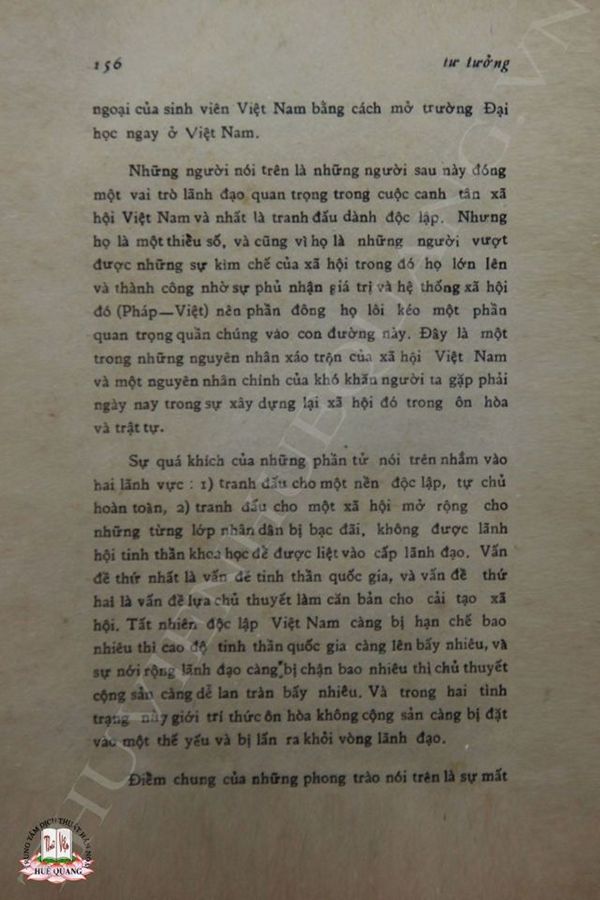 156
tư tưởng
ngoại của sinh viên Việt Nam bằng cách mở trường Đại
học ngay ở Việt Nam.
Những người nói trên là những người sau này đóng
một vai trò lãnh đạo quan trọng trong cuộc canh tân xã
hội Việt Nam và nhất là tranh đấu dành độc lập. Nhưng
họ là một thiểu số, và cũng vì họ là những người vượt
được những sự kìm chế của xã hội trong đó họ lớn lên
và thành công nhờ sự phủ nhận giá trị và hệ thống xã hội
đó (Pháp—Việt) nên phần đông họ lôi kéo một phần
quan trọng quần chúng vào con đường này. Đây là một
trong những nguyên nhân xáo trộn của xã hội Việt Nam
và một nguyên nhân chính của khó khăn người ta gặp phải
ngày nay trong sự xây dựng lại xã hội đó trong ôn hòa
và trật tự.
Sự quá khích của những phần tử nói trên nhắm vào
hai lãnh vực : 1) tranh đấu cho một nền độc lập, tự chủ
hoàn toàn, 2) tranh đấu cho một xã hội mở rộng cho
những từng lớp nhân dân bị bạc đãi, không được lãnh
hội tinh thần khoa học để được liệt vào cấp lãnh đạo. Vấn
đề thứ nhất là vấn đề tinh thần quốc gia, và vấn đề thứ
hai là vấn đề lựa chủ thuyết làm căn bản cho cải tạo xã
hội. Tất nhiên độc lập Việt Nam càng bị hạn chế bao
nhiêu thì cao độ tinh thần quốc gia càng lên bấy nhiêu, và
sự nới rộng lãnh đạo càng bị chận bao nhiêu thì chủ thuyết
cộng sản càng dễ lan tràn bấy nhiêu. Và trong hai tình
trạng này giới trí thức ôn hòa không cộng sản càng bị đặt
vào một thế yếu và bị lấn ra khỏi vòng lãnh đạo.
Điểm chung của những phong trào nói trên là sự mất
TRUNG TÂM DỊCH THUẬT HÁN NÔM
Thư Viện
HUỆ QUANG